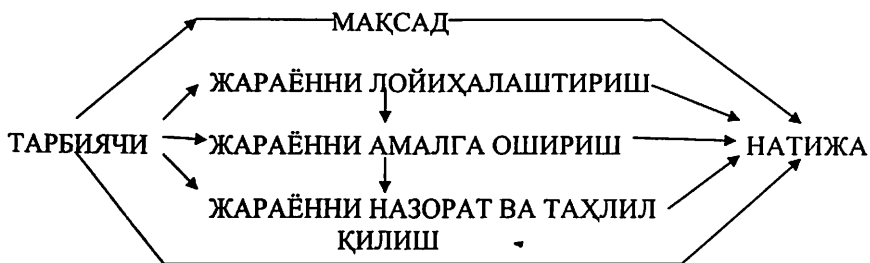 МАҚСАД
ЖАРАЁННИ ЛОЙИҲАЛАШТИРИШ
ТАРБИЯЧИ ЖАРАЁННИ АМАЛГА ОШИРИШ НАТИЖА
ЖАРАЁННИ НАЗОРАТ ВА ТАҲЛИЛ
ҚИЛИШ